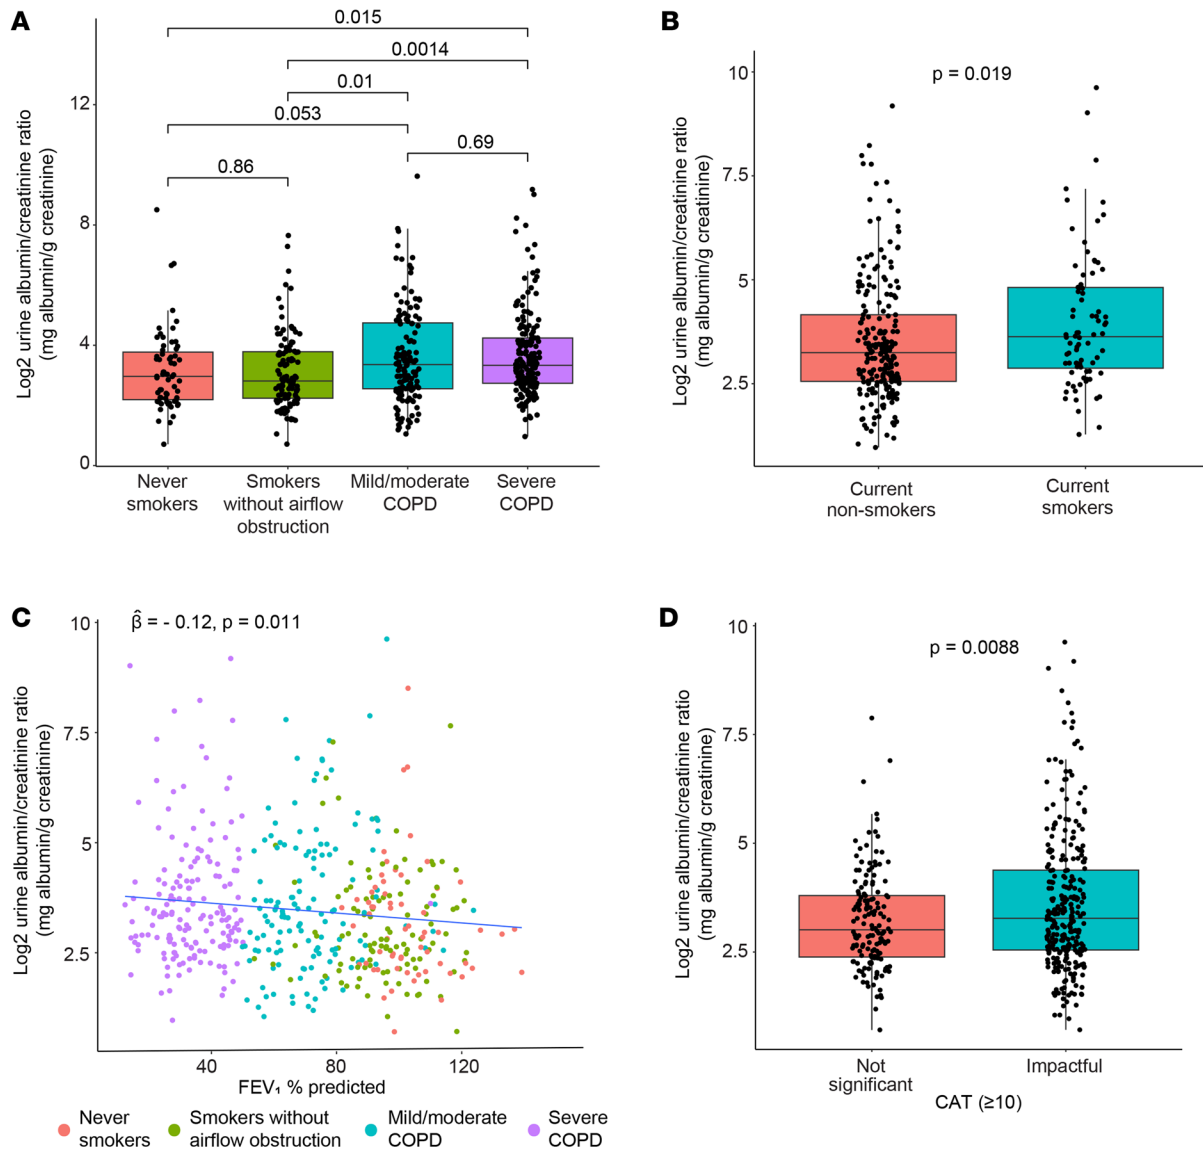 A
0.015
0.0014
0.01
0.053
0.69
0.86
Log2 urine albumin/creatinine ratio
(mg albumin/g creatinine)
12
8
4
0
Never
smokers
Smokers
without airflow
obstruction
Mild/moderate
COPD
Severe
COPD
B
p = 0.019
Log2 urine albumin/creatinine ratio
(mg albumin/g creatinine)
10
7.5
5
2.5
Current
non-smokers
Current
smokers
C
β̂ = - 0.12, p = 0.011
Log2 urine albumin/creatinine ratio
(mg albumin/g creatinine)
10
7.5
5
2.5
40
80
120
FEV₁ % predicted
Never
smokers
Smokers without
airflow obstruction
Mild/moderate
COPD
Severe
COPD
D
p = 0.0088
Log2 urine albumin/creatinine ratio
(mg albumin/g creatinine)
10
7.5
5
2.5
Not
significant
Impactful
CAT (≥10)